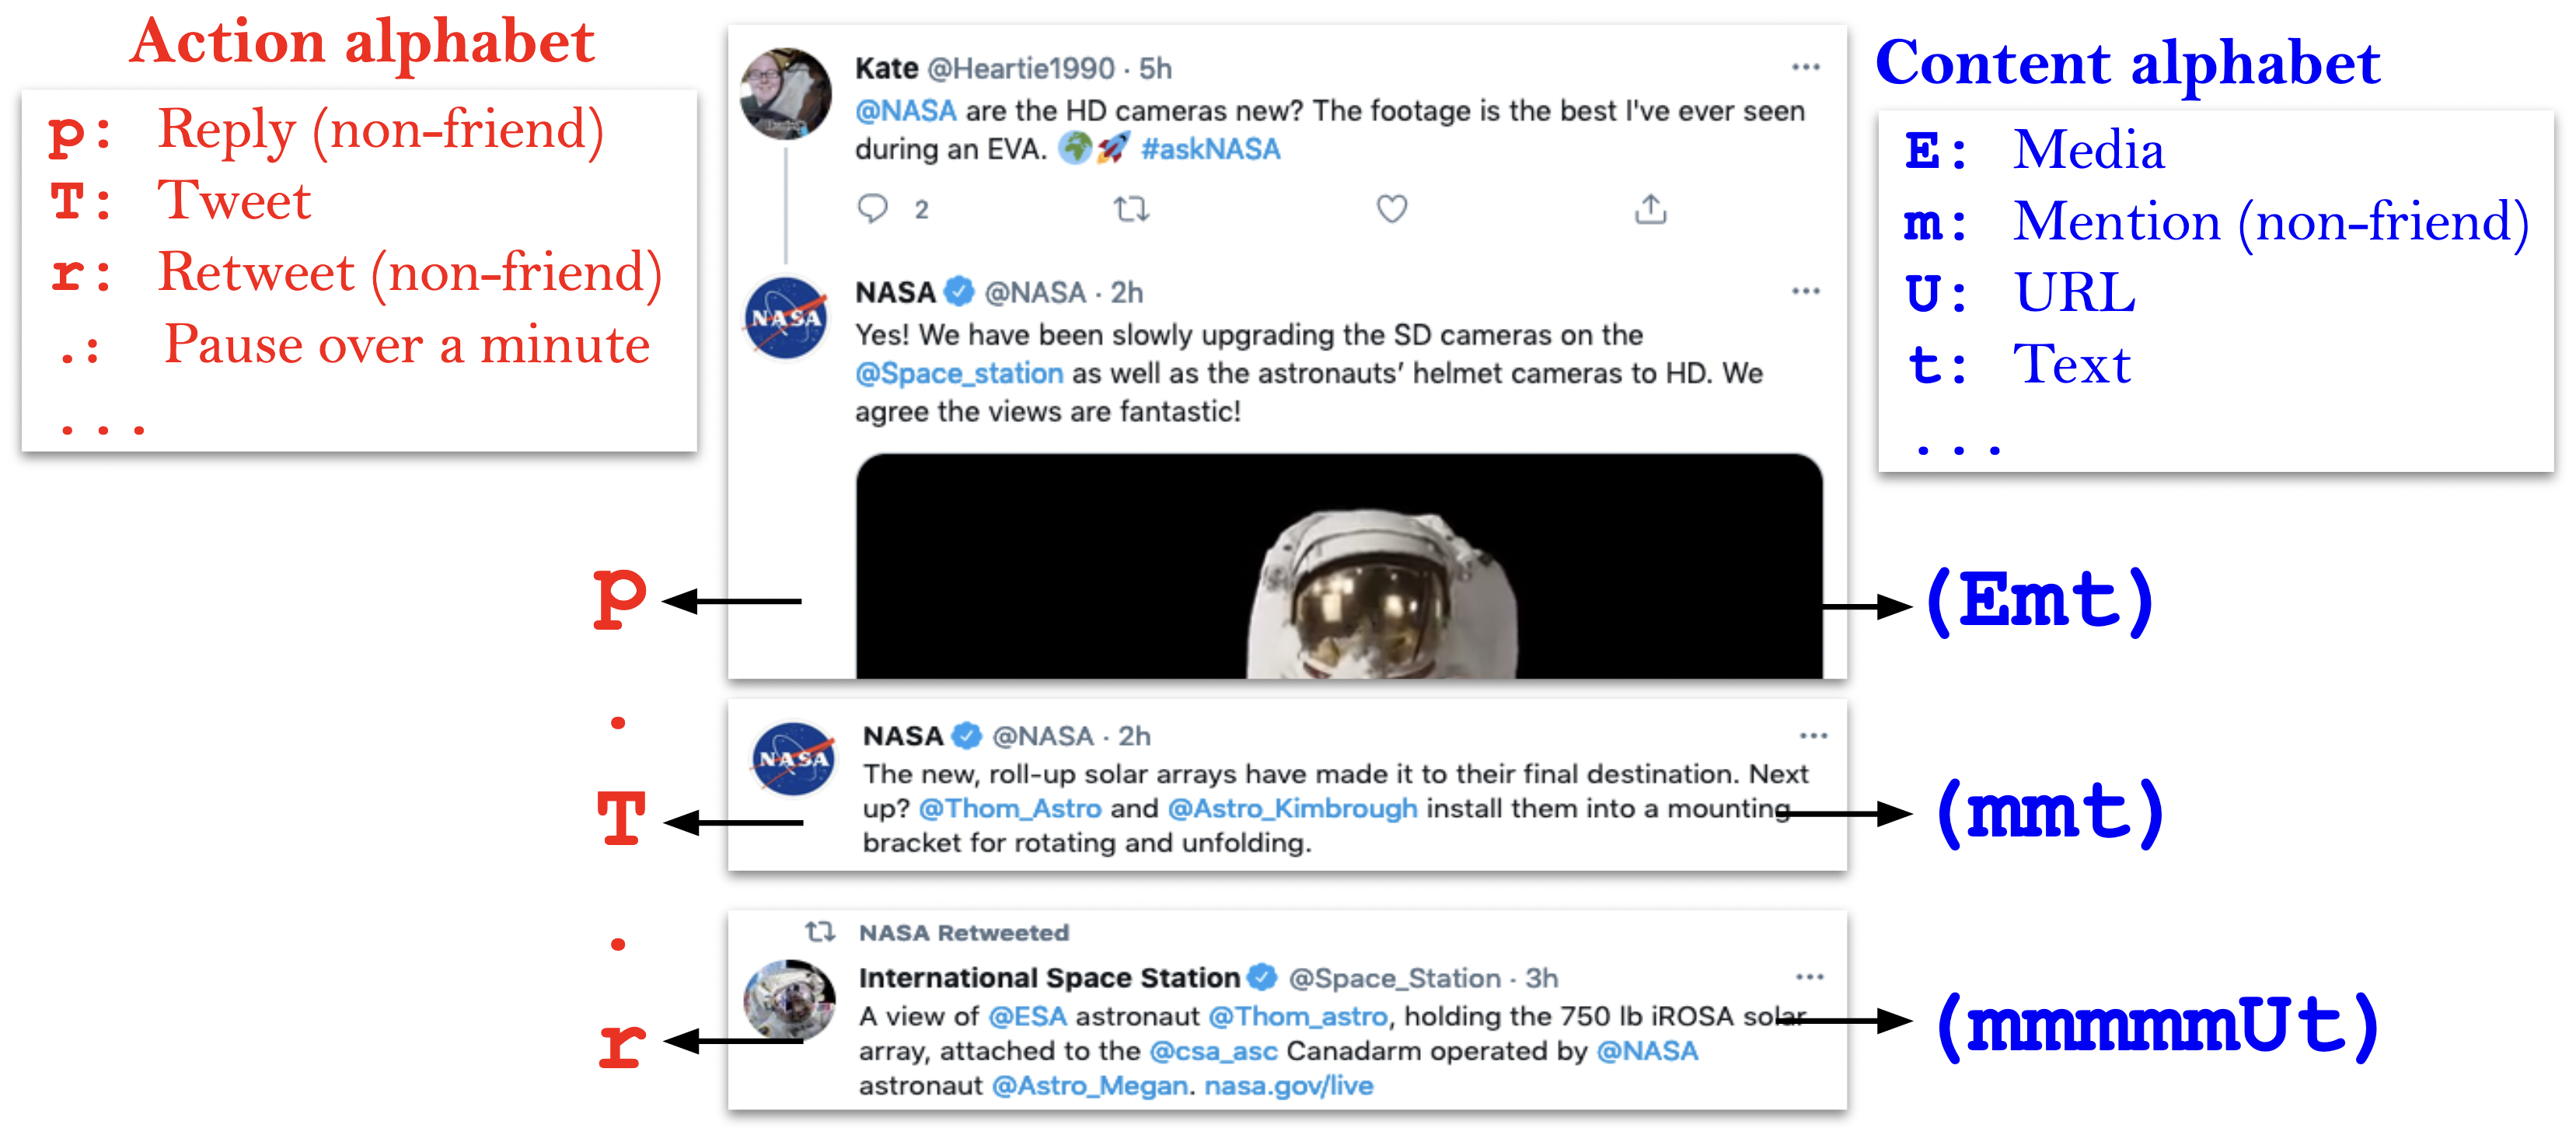 Action alphabet
p: Reply (non-friend)
T: Tweet
r: Retweet (non-friend)
.: Pause over a minute
...
Kate @Heartie1990 · 5h
@NASA are the HD cameras new? The footage is the best I've ever seen
during an EVA. 🌍🚀 #askNASA
2
NASA
NASA @NASA · 2h
Yes! We have been slowly upgrading the SD cameras on the
@Space_station as well as the astronauts’ helmet cameras to HD. We
agree the views are fantastic!
Content alphabet
E: Media
m: Mention (non-friend)
U: URL
t: Text
...
p
(Emt)
.
NASA
NASA @NASA · 2h
The new, roll-up solar arrays have made it to their final destination. Next
up? @Thom_Astro and @Astro_Kimbrough install them into a mounting
bracket for rotating and unfolding.
T
(mmt)
.
NASA Retweeted
International Space Station @Space_Station · 3h
A view of @ESA astronaut @Thom_astro, holding the 750 lb iROSA solar
array, attached to the @csa_asc Canadarm operated by @NASA
astronaut @Astro_Megan. nasa.gov/live
r
(mmmmmUt)